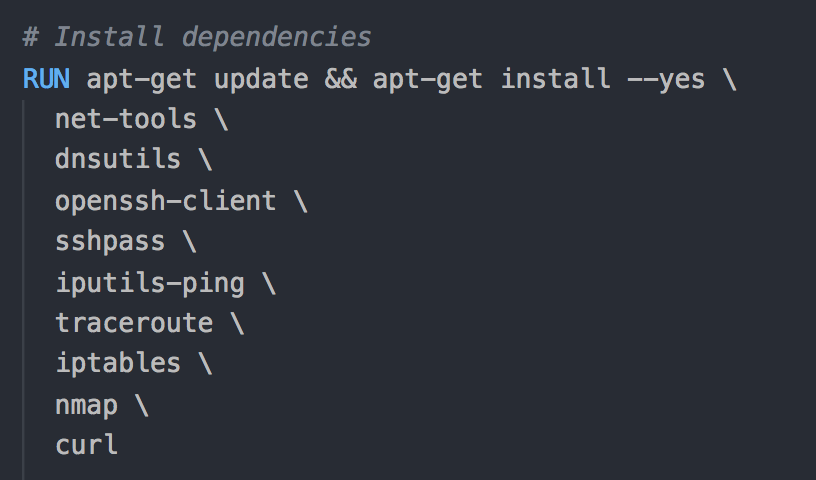 # Install dependencies
RUN apt-get update && apt-get install --yes \
net-tools \
dnsutils \
openssh-client \
sshpass \
iputils-ping \
traceroute \
iptables \
nmap \
curl